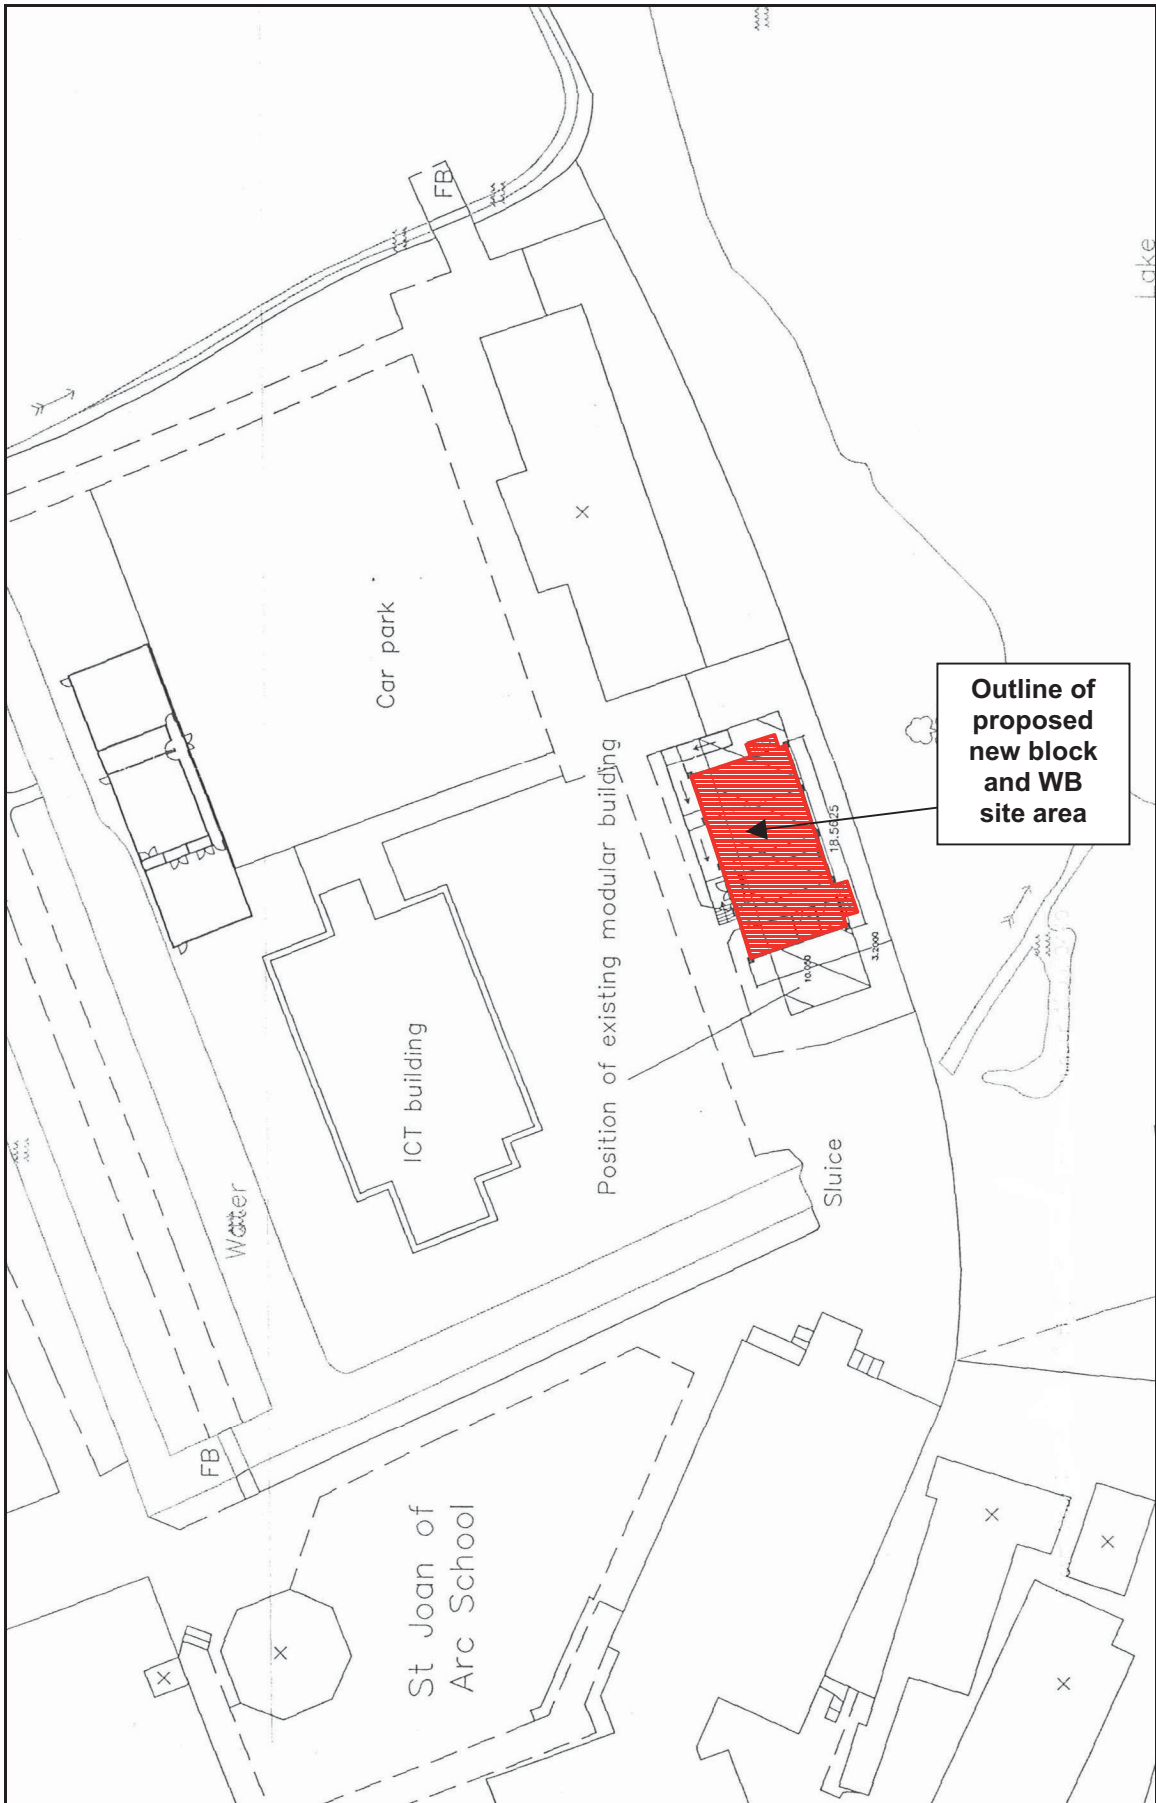 FB
Lake
Car park
Outline of
proposed
new block
and WB
site area
18.5625
3.2000
10.050
Position of existing modular building
ICT building
Sluice
Water
FB
St Joan of
Arc School